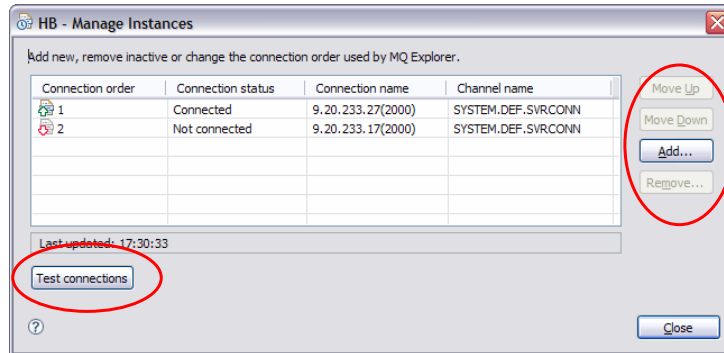 HB - Manage Instances
Add new, remove inactive or change the connection order used by MQ Explorer.
Connection order Connection status Connection name Channel name
1 Connected 9.20.233.27(2000) SYSTEM.DEF.SVRCONN
2 Not connected 9.20.233.17(2000) SYSTEM.DEF.SVRCONN
Move Up
Move Down
Add...
Remove...
Last updated: 17:30:33
Test connections
?
Close